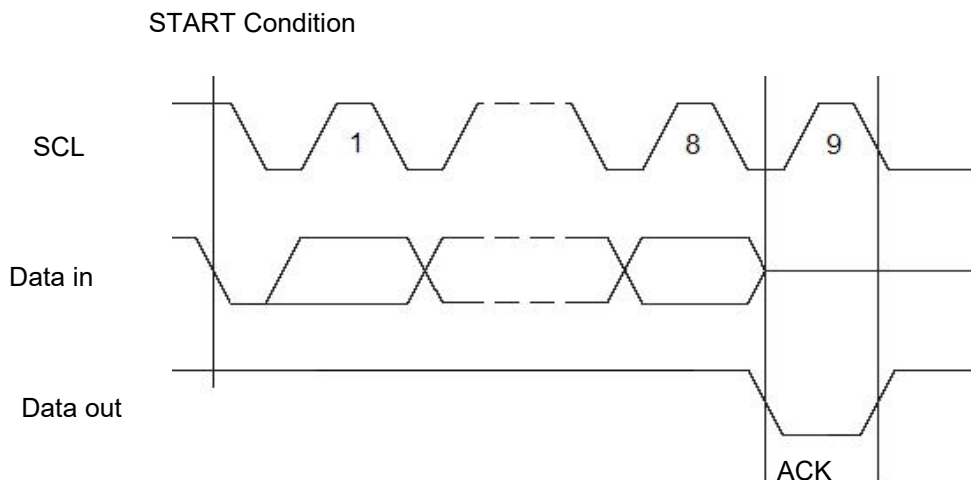 START Condition
SCL
1
8
9
Data in
Data out
ACK